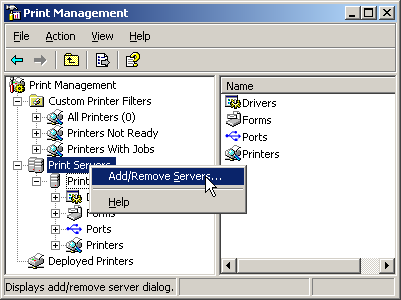 Print Management
File Action View Help
Print Management
Custom Printer Filters
All Printers (0)
Printers Not Ready
Printers With Jobs
Print Servers
Print
Forms
Ports
Printers
Deployed Printers
Add/Remove Servers...
Help
Name
Drivers
Forms
Ports
Printers
Displays add/remove server dialog.